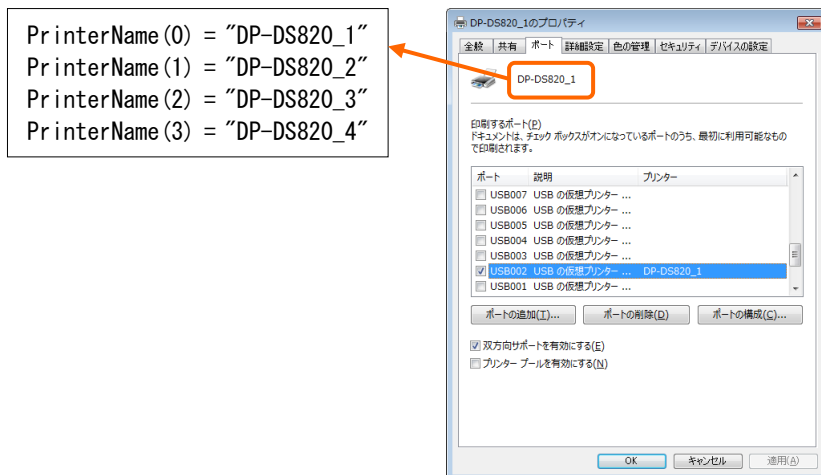 PrinterName(0) = "DP-DS820_1"
PrinterName(1) = "DP-DS820_2"
PrinterName(2) = "DP-DS820_3"
PrinterName(3) = "DP-DS820_4"
DP-DS820_1のプロパティ
全般 共有 ポート 詳細設定 色の管理 セキュリティ デバイスの設定
DP-DS820_1
印刷するポート(P)
ドキュメントは、チェック ボックスがオンになっているポートのうち、最初に利用可能なもの
で印刷されます。
ポート 説明 プリンター
USB007 USB の仮想プリンター ...
USB006 USB の仮想プリンター ...
USB005 USB の仮想プリンター ...
USB004 USB の仮想プリンター ...
USB003 USB の仮想プリンター ...
USB002 USB の仮想プリンター ... DP-DS820_1
USB001 USB の仮想プリンター ...
ポートの追加(T)... ポートの削除(D) ポートの構成(C)...
双方向サポートを有効にする(E)
プリンター プールを有効にする(N)
OK キャンセル 適用(A)